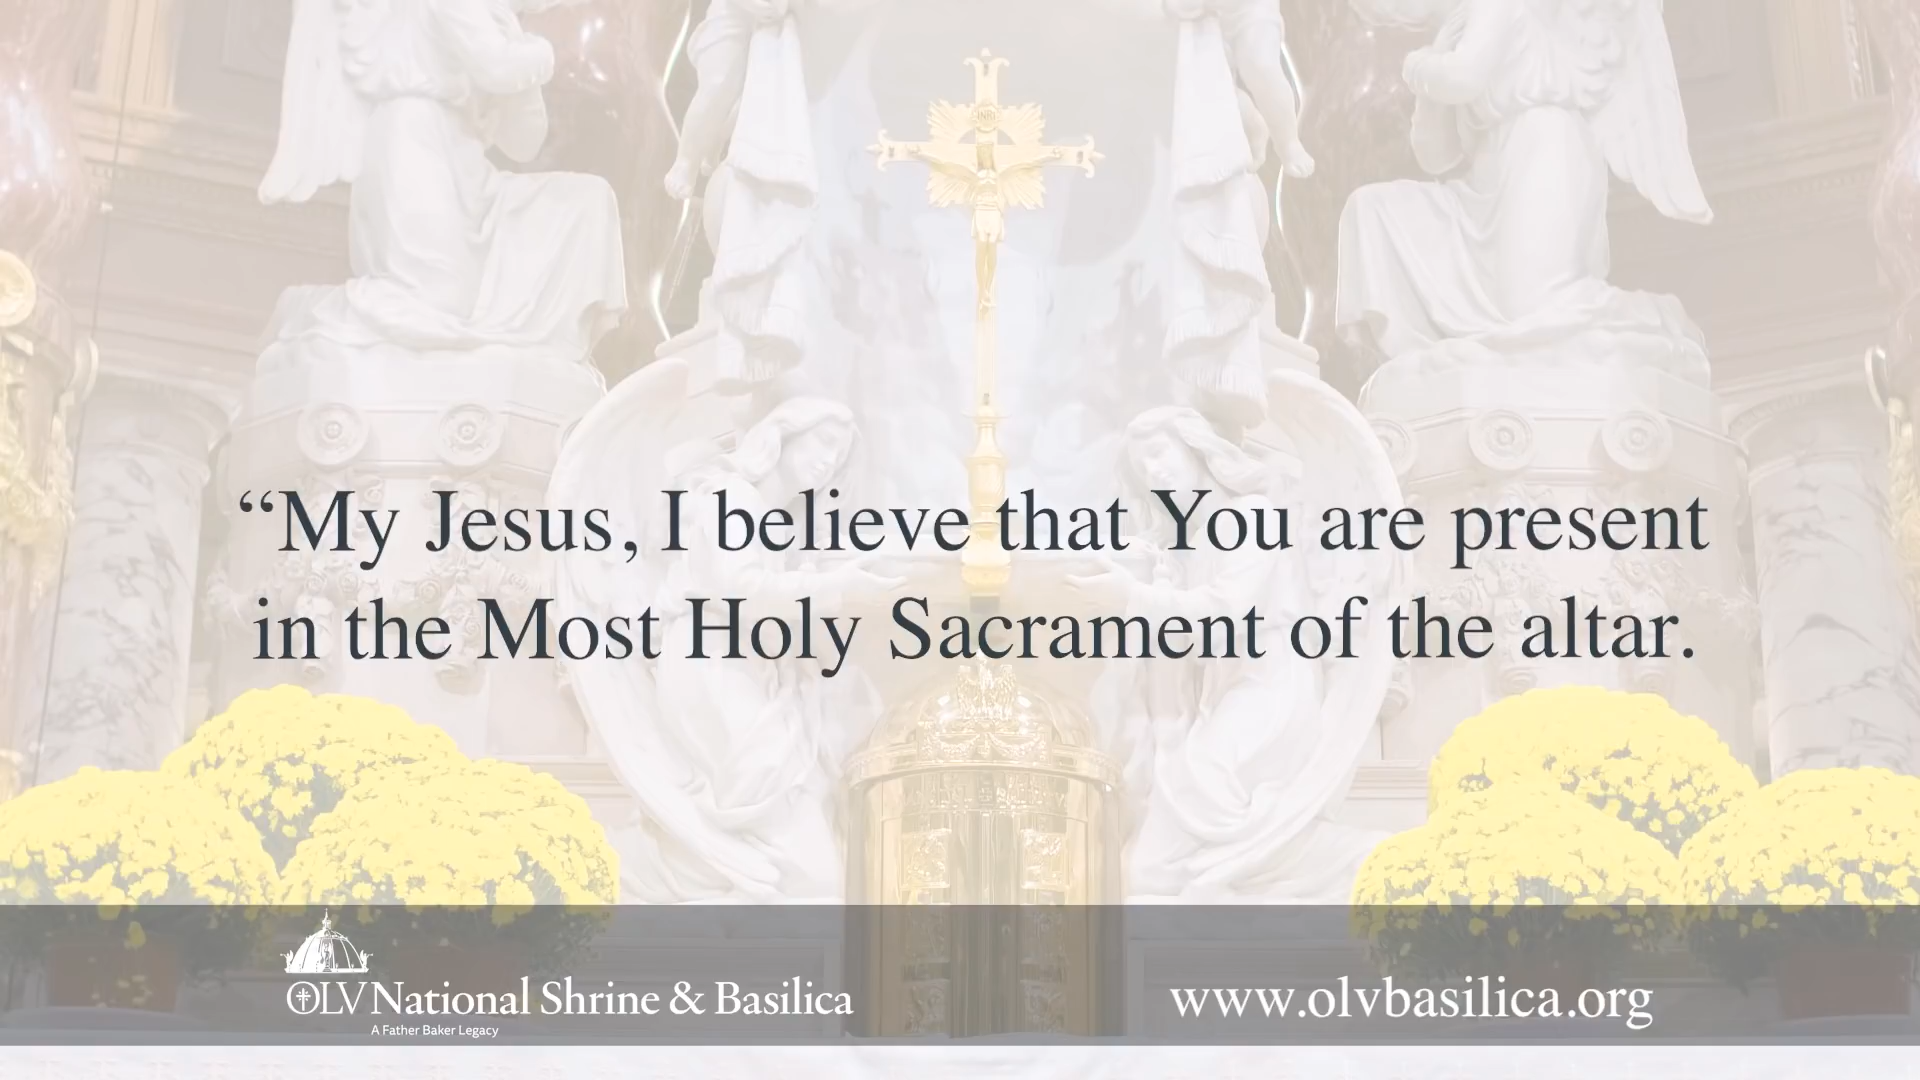 INRI
“My Jesus, I believe that You are present
in the Most Holy Sacrament of the altar.
OLV National Shrine & Basilica
A Father Baker Legacy
www.olvbasilica.org